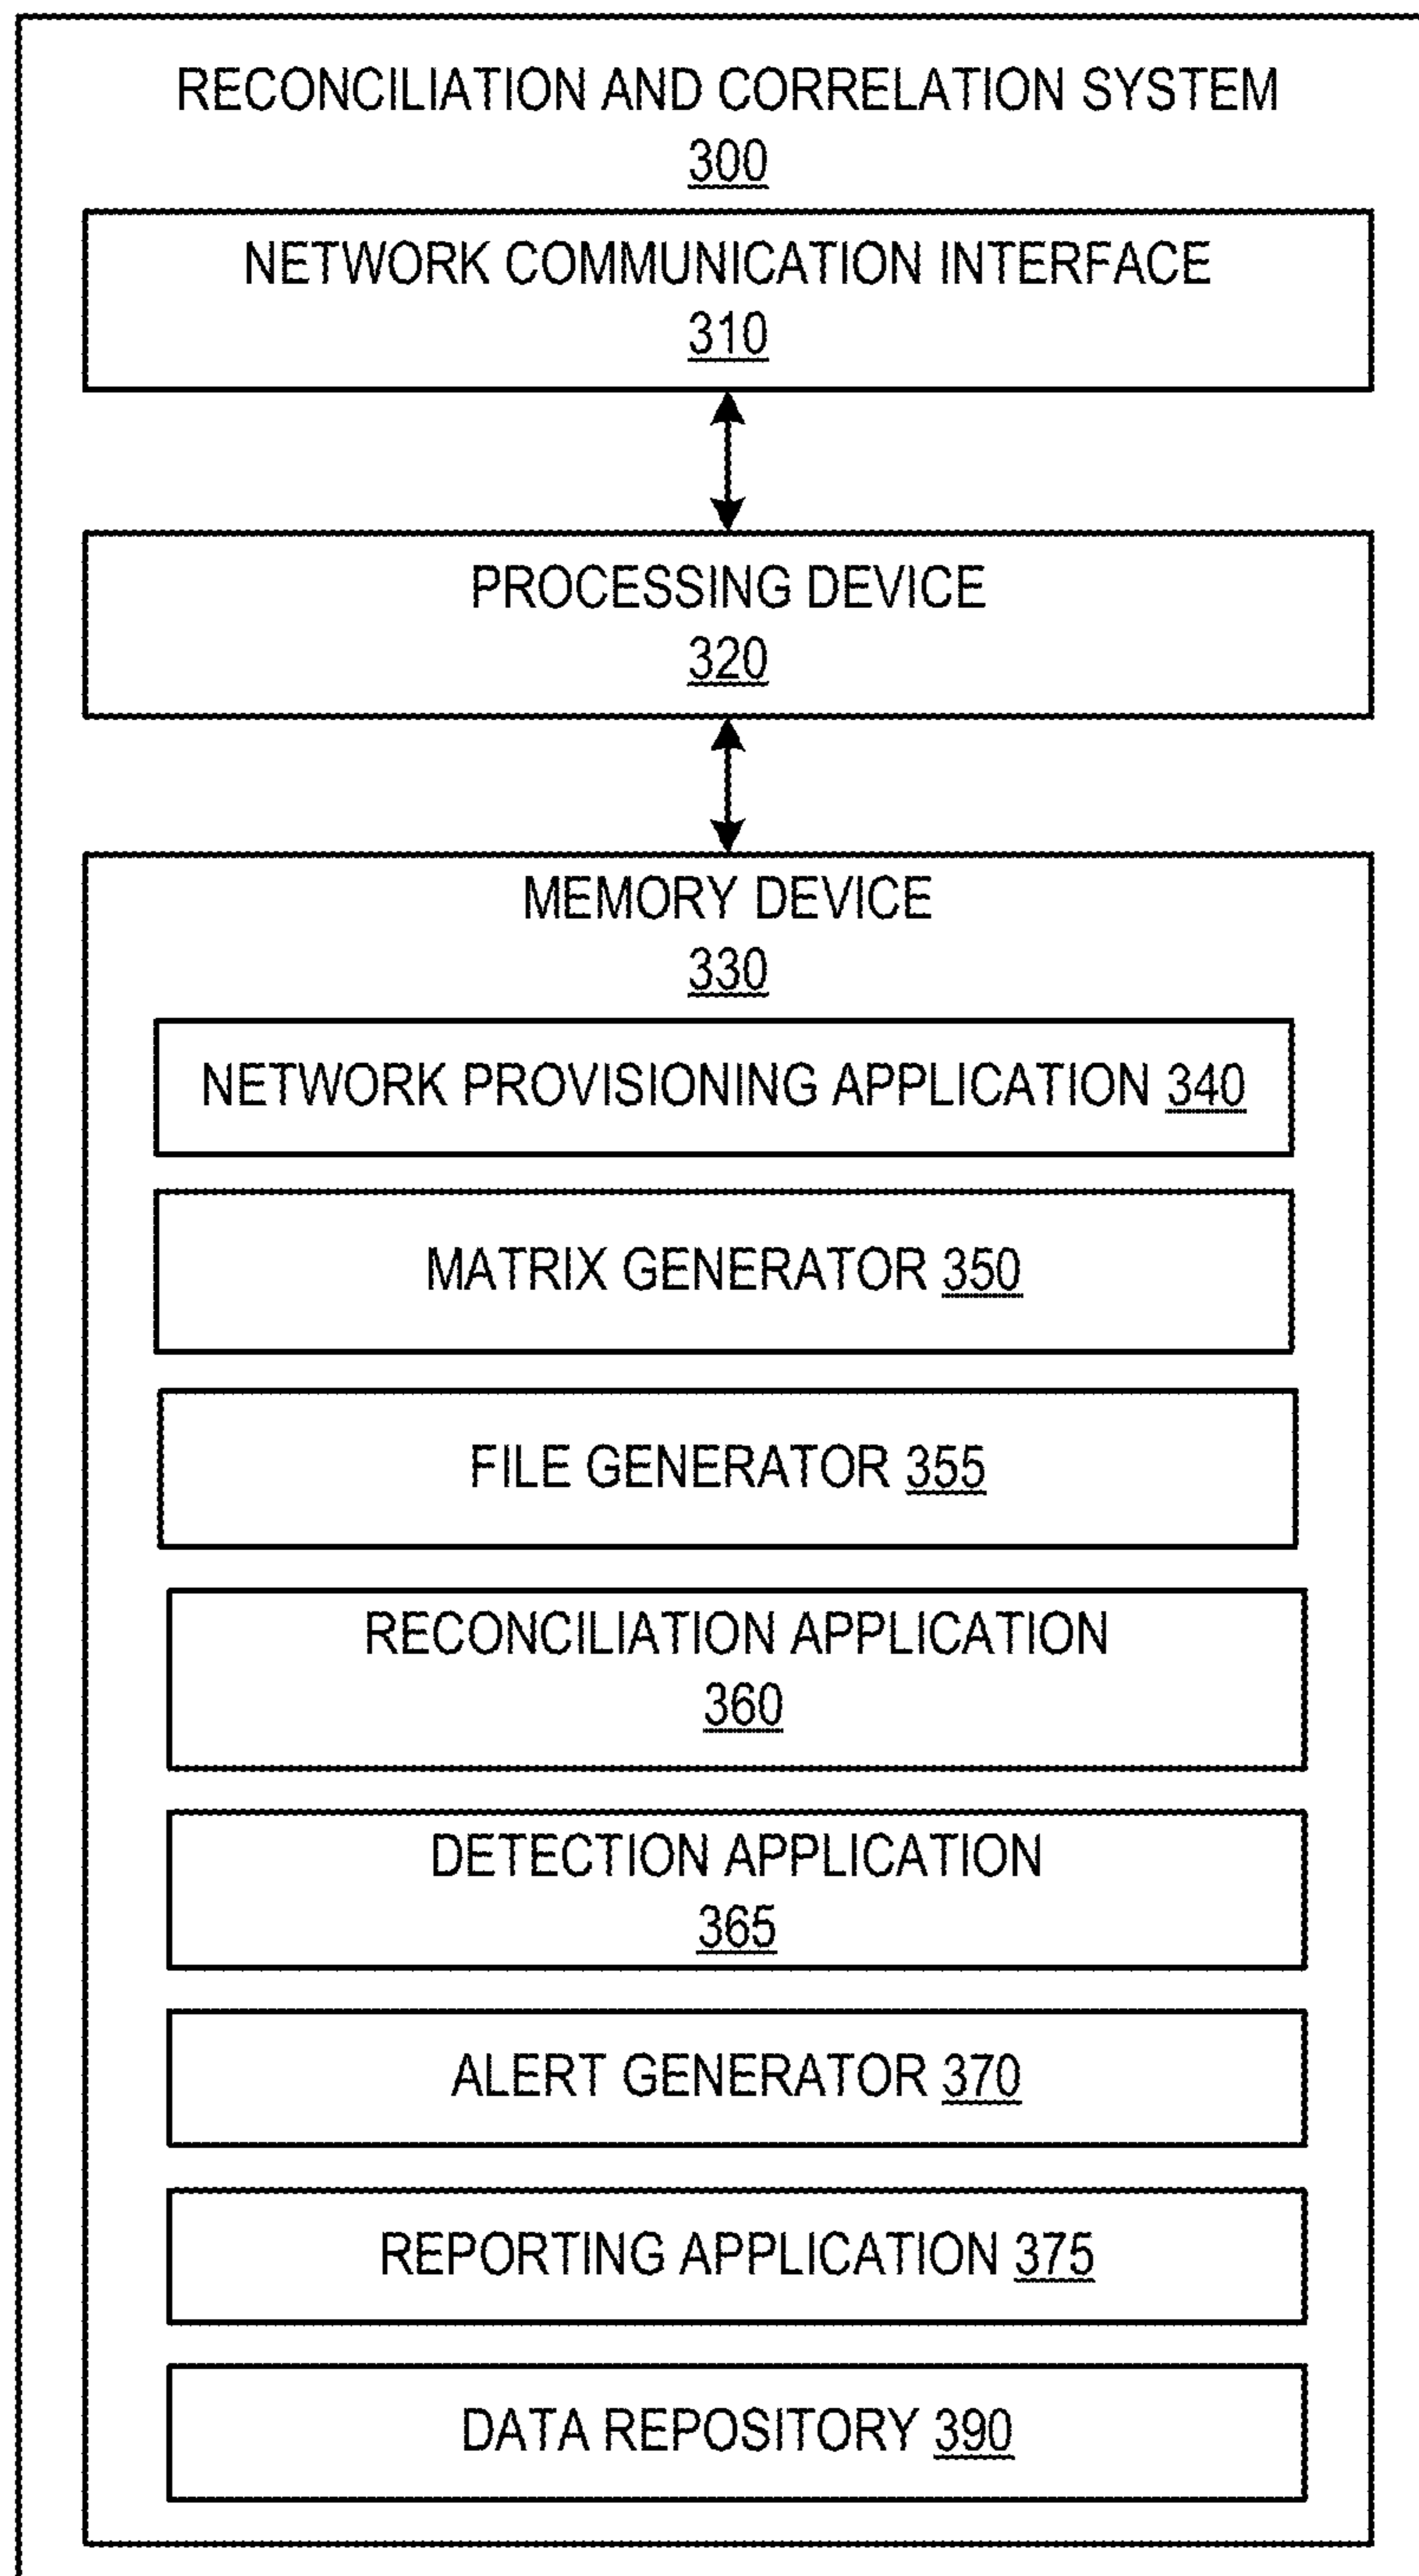 RECONCILIATION AND CORRELATION SYSTEM
300
NETWORK COMMUNICATION INTERFACE
310
PROCESSING DEVICE
320
MEMORY DEVICE
330
NETWORK PROVISIONING APPLICATION 340
MATRIX GENERATOR 350
FILE GENERATOR 355
RECONCILIATION APPLICATION
360
DETECTION APPLICATION
365
ALERT GENERATOR 370
REPORTING APPLICATION 375
DATA REPOSITORY 390